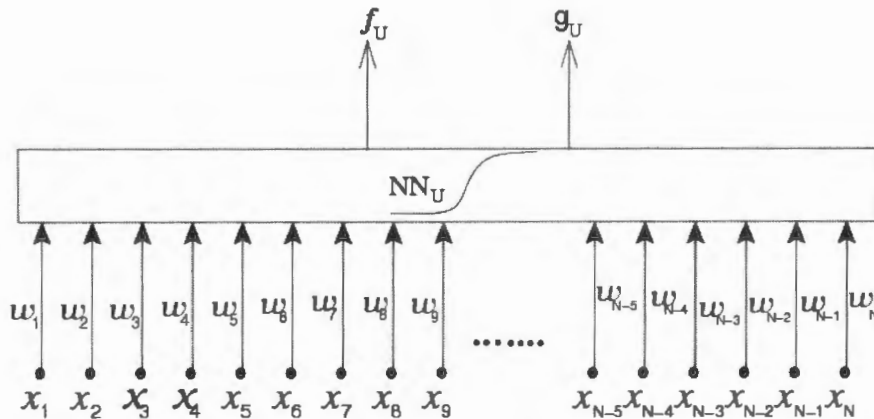 f_U g_U
NN_U
w_1 w_2 w_3 w_4 w_5 w_6 w_7 w_8 w_9 w_{N-5} w_{N-4} w_{N-3} w_{N-2} w_{N-1} w_N
........
x_1 x_2 x_3 x_4 x_5 x_6 x_7 x_8 x_9 x_{N-5} x_{N-4} x_{N-3} x_{N-2} x_{N-1} x_N